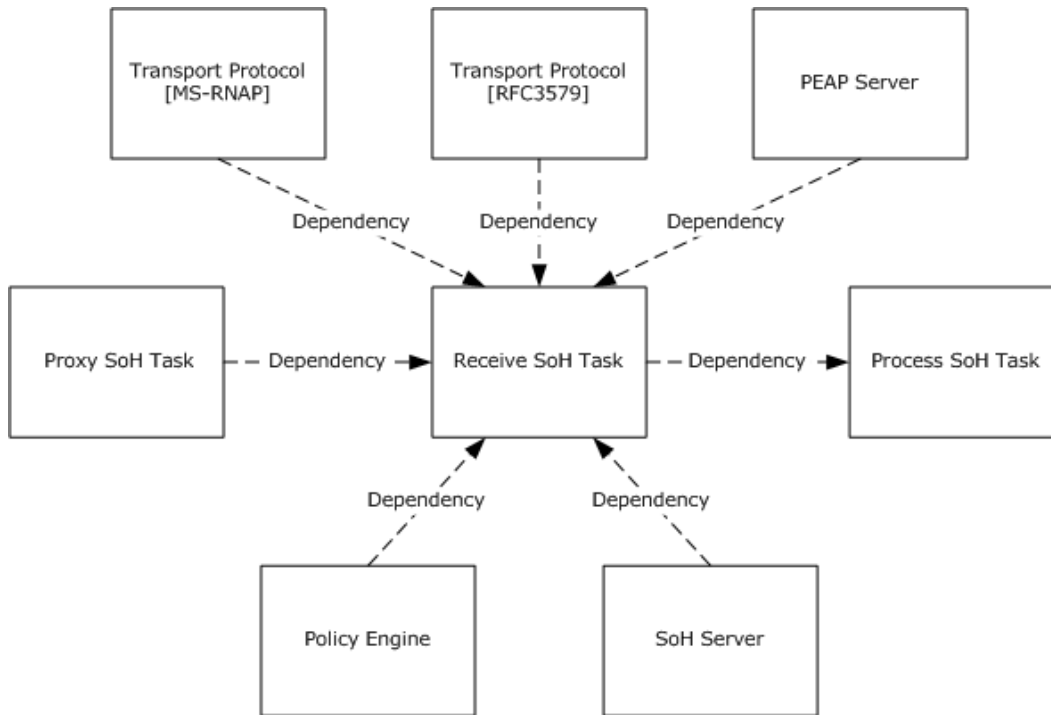 Transport Protocol
[MS-RNAP]
Transport Protocol
[RFC3579]
PEAP Server
Dependency
Dependency
Dependency
Proxy SoH Task
Dependency
Receive SoH Task
Dependency
Process SoH Task
Dependency
Dependency
Policy Engine
SoH Server